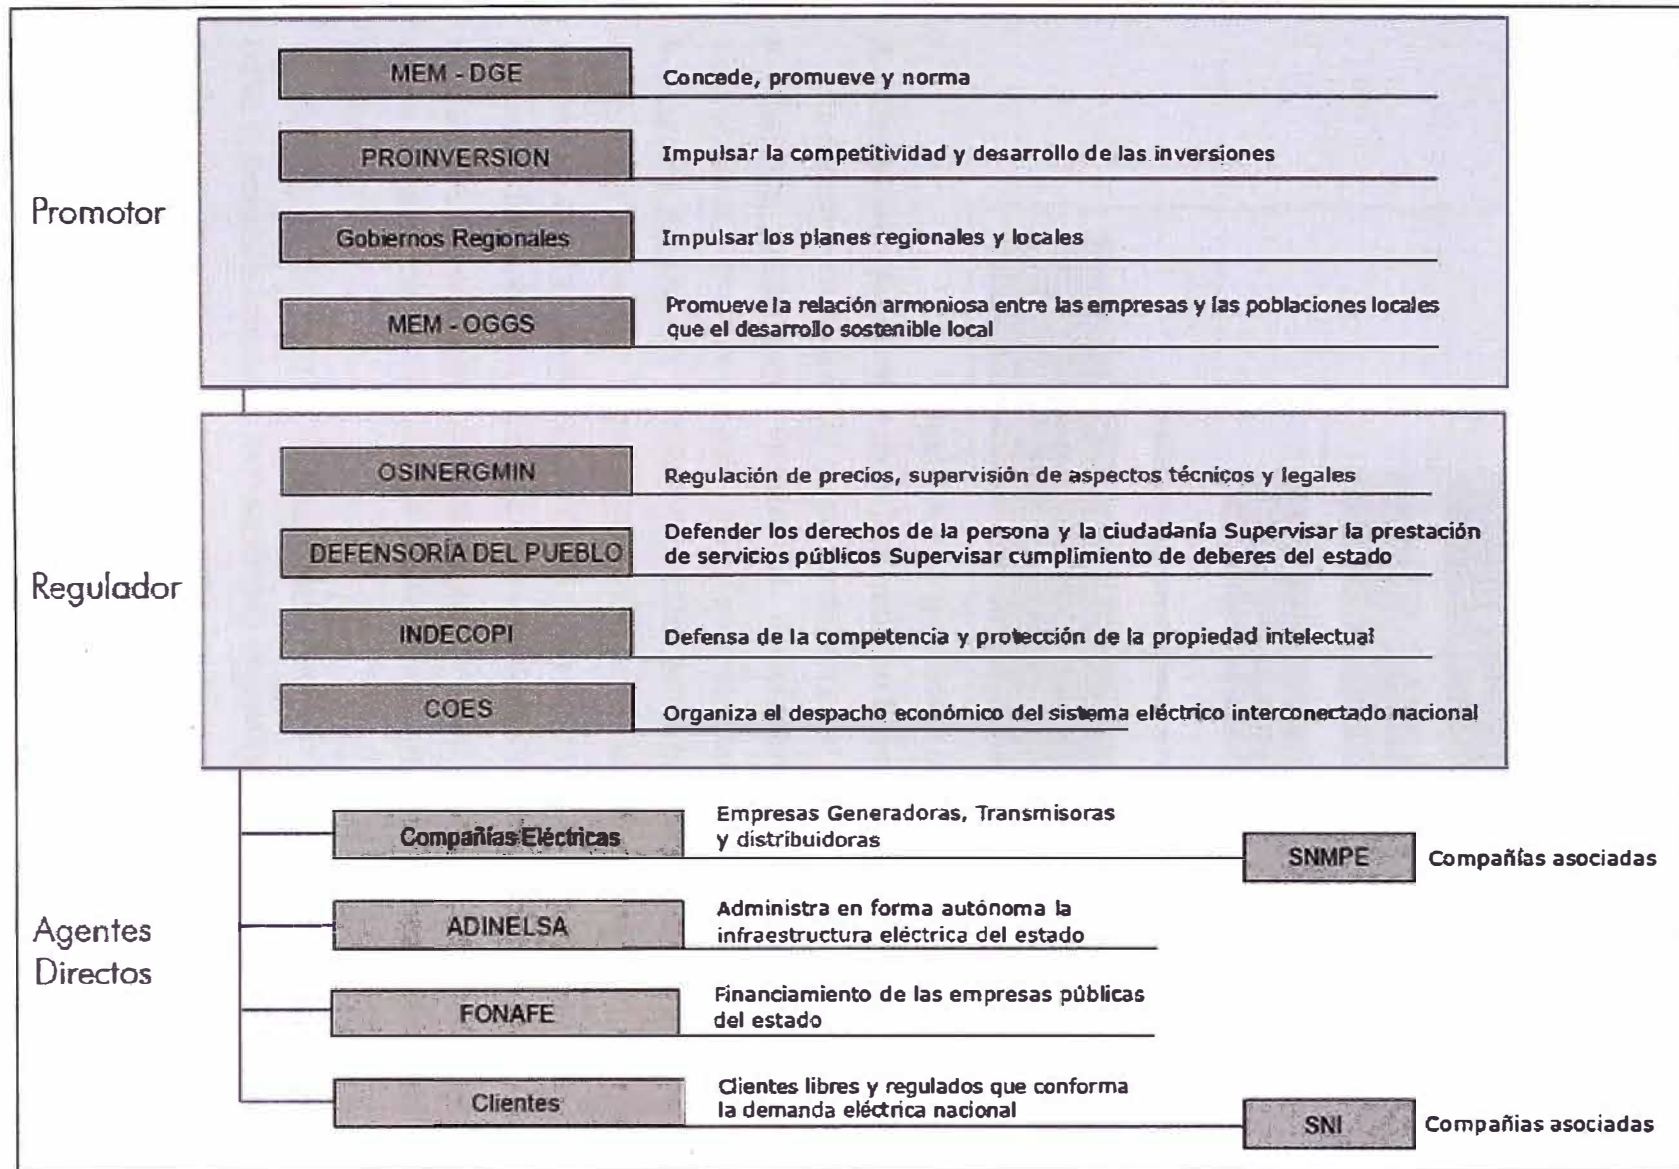 Promotor
MEM - DGE
Concede, promueve y norma
PROINVERSION
Impulsar la competitividad y desarrollo de las inversiones
Gobiernos Regionales
Impulsar los planes regionales y locales
MEM - OGGS
Promueve la relación armoniosa entre las empresas y las poblaciones locales
que el desarrollo sostenible local
Regulador
OSINERGMIN
Regulación de precios, supervisión de aspectos técnicos y legales
DEFENSORÍA DEL PUEBLO
Defender los derechos de la persona y la ciudadanía Supervisar la prestación
de servicios públicos Supervisar cumplimiento de deberes del estado
INDECOPI
Defensa de la competencia y protección de la propiedad intelectual
COES
Organiza el despacho económico del sistema eléctrico interconectado nacional
Agentes
Directos
Compañías Eléctricas
Empresas Generadoras, Transmisoras
y distribuidoras
SNMPE
Compañías asociadas
ADINELSA
Administra en forma autónoma la
infraestructura eléctrica del estado
FONAFE
Financiamiento de las empresas públicas
del estado
Clientes
Clientes libres y regulados que conforma
la demanda eléctrica nacional
SNI
Compañias asociadas